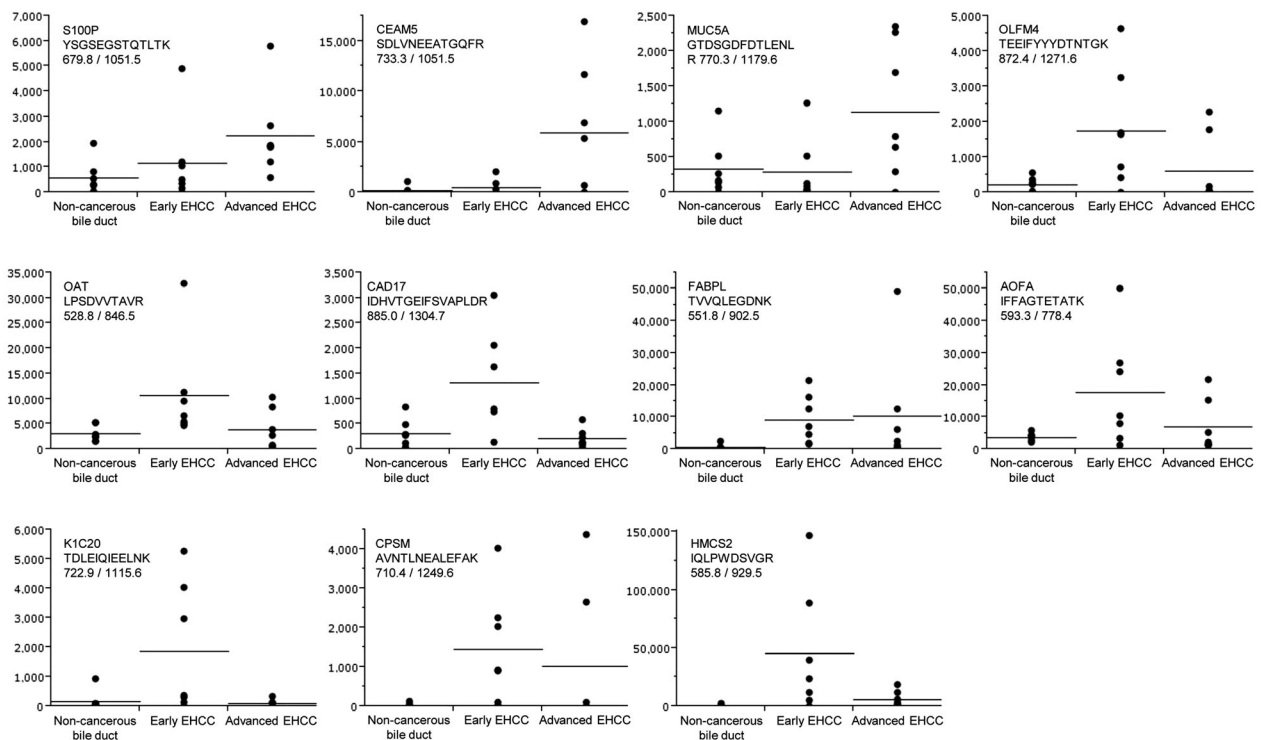 S100P
YSGSEGSTQTLTK
679.8 / 1051.5
7,000
6,000
5,000
4,000
3,000
2,000
1,000
0
Non-cancerous
bile duct
Early EHCC
Advanced EHCC
CEAM5
SDLVNEEATGQFR
733.3 / 1051.5
15,000
10,000
5,000
0
Non-cancerous
bile duct
Early EHCC
Advanced EHCC
MUC5A
GTDSGDFDTLENL
R 770.3 / 1179.6
2,500
2,000
1,500
1,000
500
0
Non-cancerous
bile duct
Early EHCC
Advanced EHCC
OLFM4
TEEIFYYYDTNTGK
872.4 / 1271.6
5,000
4,000
3,000
2,000
1,000
0
Non-cancerous
bile duct
Early EHCC
Advanced EHCC
OAT
LPSDVVTAVR
528.8 / 846.5
35,000
30,000
25,000
20,000
15,000
10,000
5,000
0
Non-cancerous
bile duct
Early EHCC
Advanced EHCC
CAD17
IDHVTGEIFSVAPLDR
885.0 / 1304.7
3,500
3,000
2,500
2,000
1,500
1,000
500
0
Non-cancerous
bile duct
Early EHCC
Advanced EHCC
FABPL
TVVQLEGDNK
551.8 / 902.5
50,000
40,000
30,000
20,000
10,000
0
Non-cancerous
bile duct
Early EHCC
Advanced EHCC
AOFA
IFFAGTETATK
593.3 / 778.4
50,000
40,000
30,000
20,000
10,000
0
Non-cancerous
bile duct
Early EHCC
Advanced EHCC
K1C20
TDLEIQIEELNK
722.9 / 1115.6
6,000
5,000
4,000
3,000
2,000
1,000
0
Non-cancerous
bile duct
Early EHCC
Advanced EHCC
CPSM
AVNTLNEALEFAK
710.4 / 1249.6
4,000
3,000
2,000
1,000
0
Non-cancerous
bile duct
Early EHCC
Advanced EHCC
HMCS2
IQLPWDSVGR
585.8 / 929.5
150,000
100,000
50,000
0
Non-cancerous
bile duct
Early EHCC
Advanced EHCC